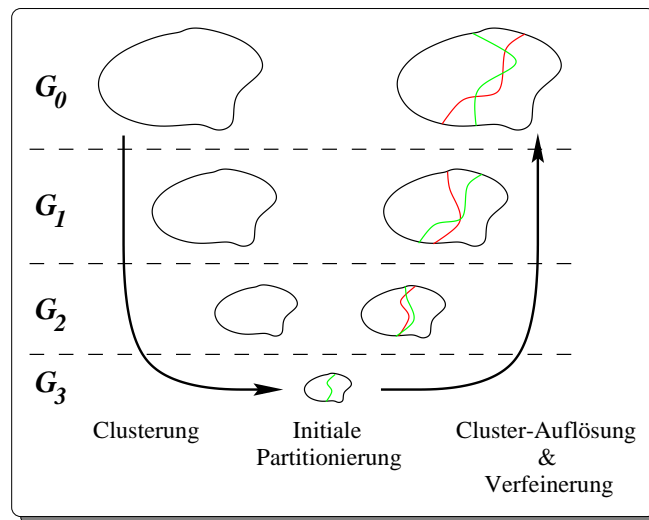 G0
G1
G2
G3
Clusterung
Initiale
Partitionierung
Cluster-Auflösung
&
Verfeinerung